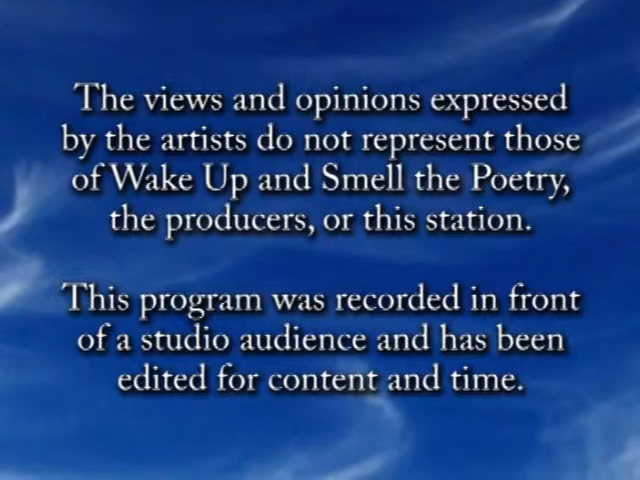 The views and opinions expressed
by the artists do not represent those
of Wake Up and Smell the Poetry,
the producers, or this station.
This program was recorded in front
of a studio audience and has been
edited for content and time.